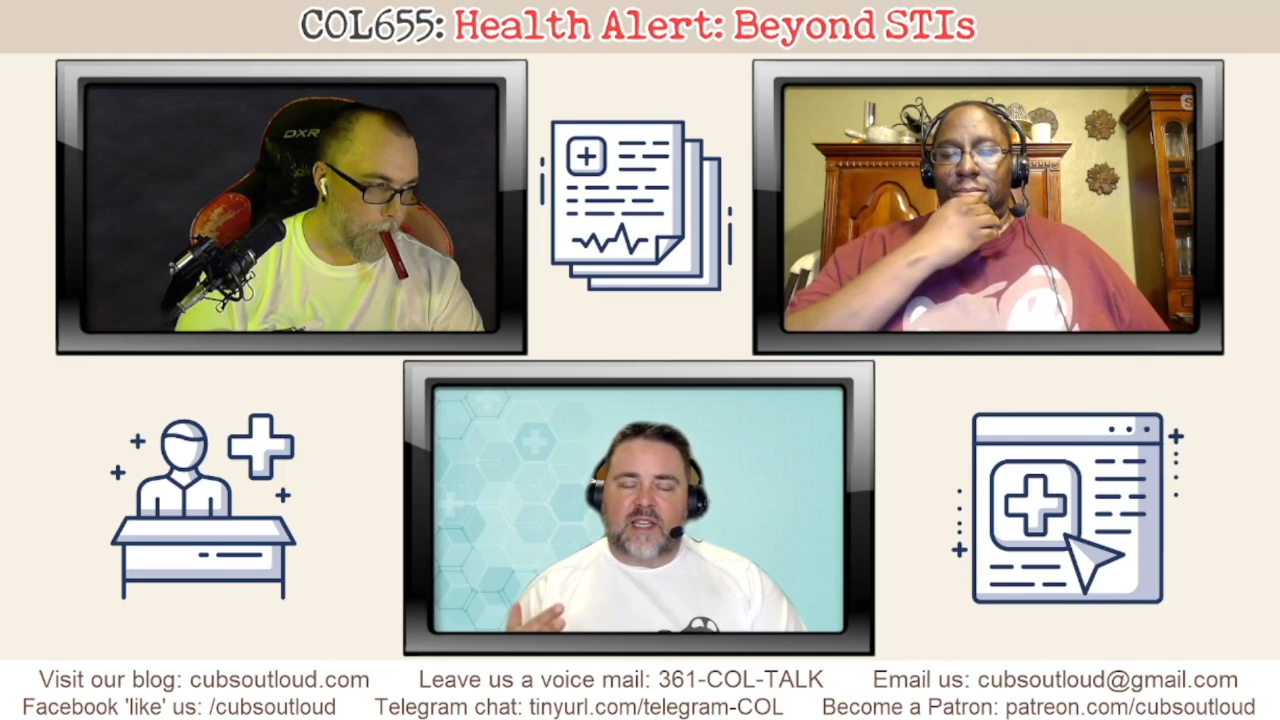 COL655: Health Alert: Beyond STIs
DXR
S
Visit our blog: cubsoutloud.com Leave us a voice mail: 361-COL-TALK Email us: cubsoutloud@gmail.com
Facebook 'like' us: /cubsoutloud Telegram chat: tinyurl.com/telegram-COL Become a Patron: patreon.com/cubsoutloud